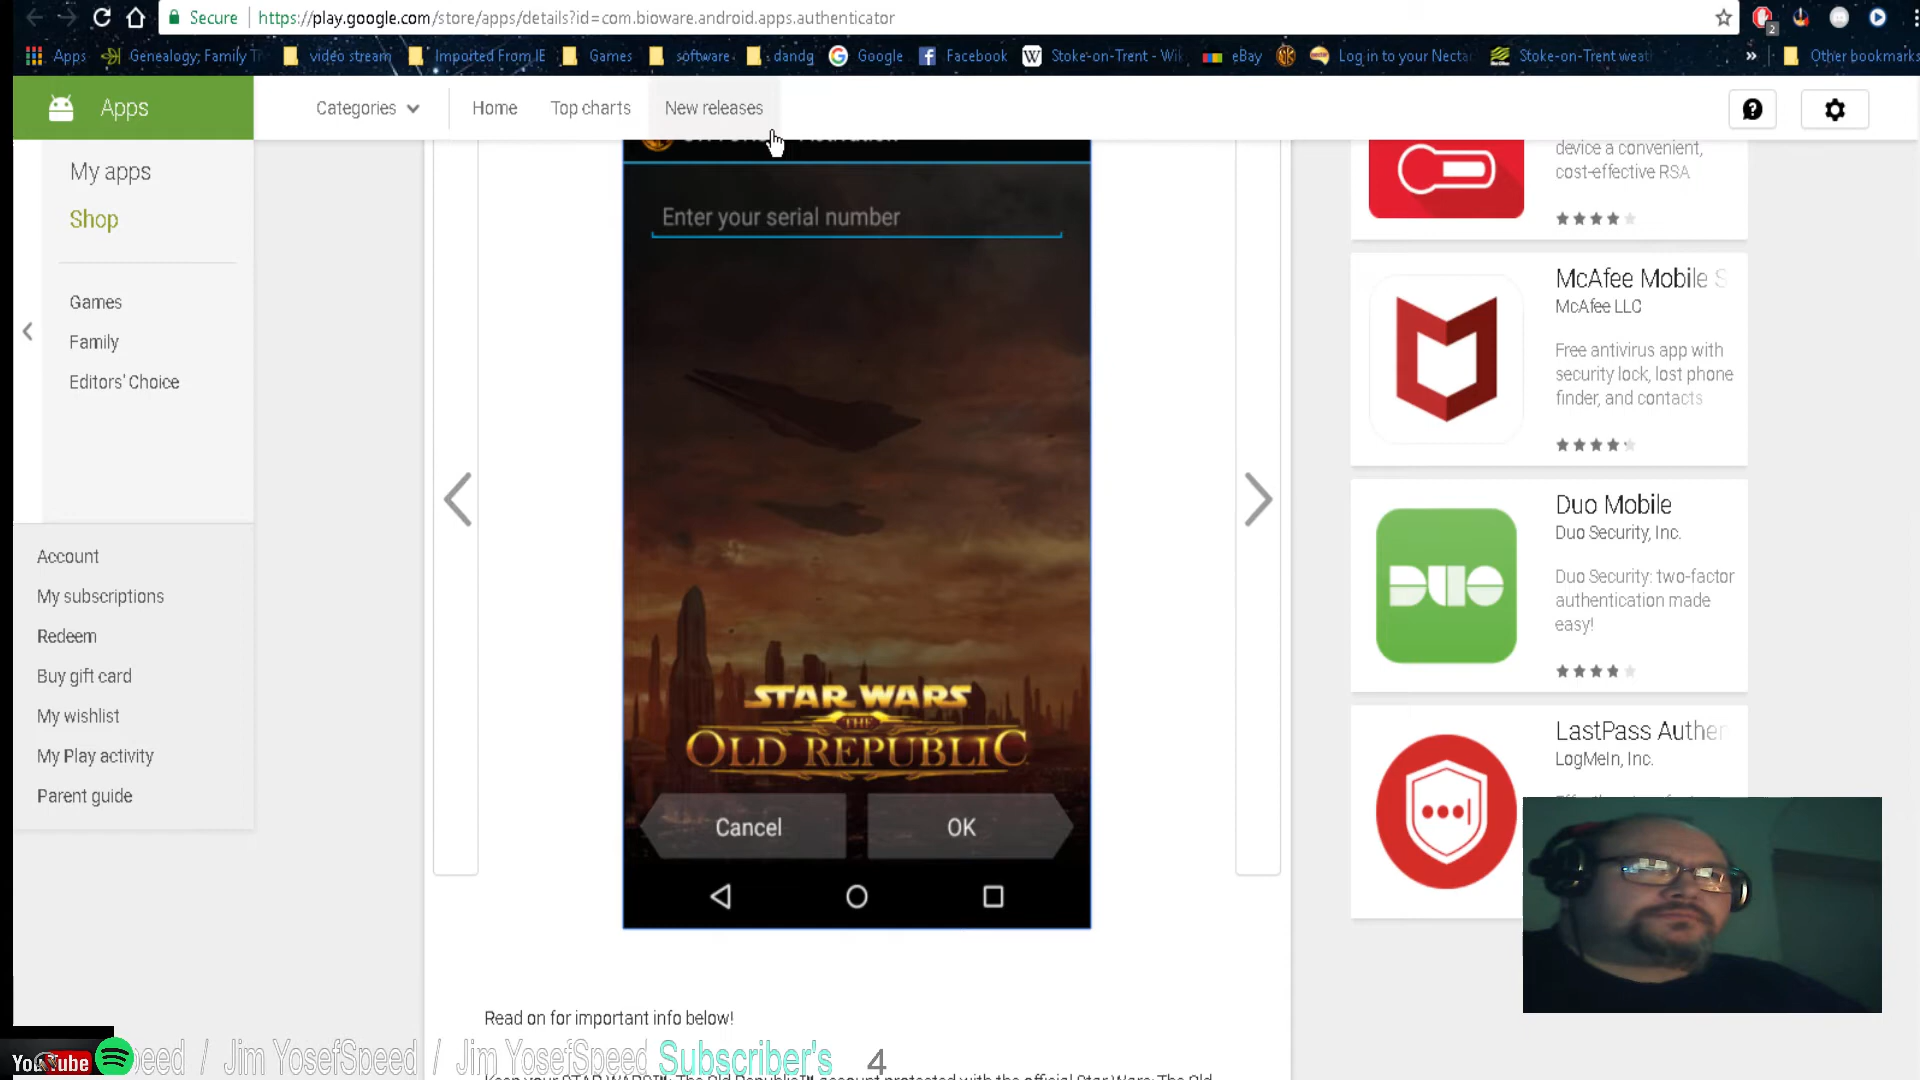 Secure https://play.google.com/store/apps/details?id=com.bioware.android.apps.authenticator
Apps Genealogy; Family video stream Imported From IE Games software dandg Google Facebook Stoke-on-Trent - Wi eBay Log in to your Necta Stoke-on-Trent weat » Other bookmarks
Apps Categories Home Top charts New releases
My apps
Shop
Games
Family
Editors' Choice
Account
My subscriptions
Redeem
Buy gift card
My wishlist
My Play activity
Parent guide
Enter your serial number
STAR WARS
THE
OLD REPUBLIC
Cancel OK
Read on for important info below!
device a convenient,
cost-effective RSA
McAfee Mobile S
McAfee LLC
Free antivirus app with
security lock, lost phone
finder, and contacts
Duo Mobile
Duo Security, Inc.
DUO
Duo Security: two-factor
authentication made
easy!
LastPass Authen
LogMeIn, Inc.
YouTube peed / Jim YosefSpeed / Jim YosefSpeed Subscriber's 4